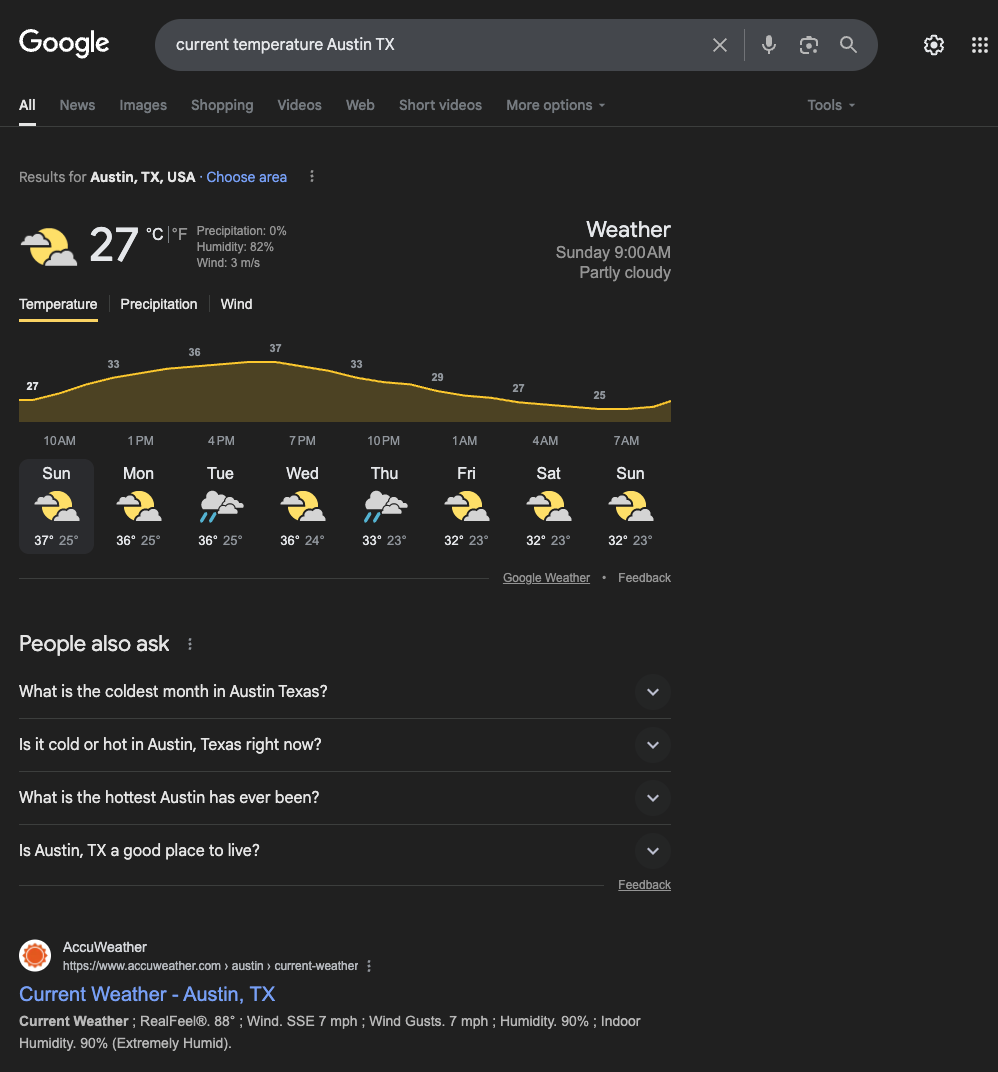 Google
current temperature Austin TX
All News Images Shopping Videos Web Short videos More options Tools
Results for Austin, TX, USA · Choose area
27 °C | °F
Precipitation: 0%
Humidity: 82%
Wind: 3 m/s
Weather
Sunday 9:00 AM
Partly cloudy
Temperature Precipitation Wind
27 33 36 37 33 29 27 25
10 AM 1 PM 4 PM 7 PM 10 PM 1 AM 4 AM 7 AM
Sun Mon Tue Wed Thu Fri Sat Sun
37° 25° 36° 25° 36° 25° 36° 24° 33° 23° 32° 23° 32° 23° 32° 23°
Google Weather • Feedback
People also ask
What is the coldest month in Austin Texas?
Is it cold or hot in Austin, Texas right now?
What is the hottest Austin has ever been?
Is Austin, TX a good place to live?
Feedback
AccuWeather
https://www.accuweather.com › austin › current-weather
Current Weather - Austin, TX
Current Weather ; RealFeel®. 88° ; Wind. SSE 7 mph ; Wind Gusts. 7 mph ; Humidity. 90% ; Indoor
Humidity. 90% (Extremely Humid).